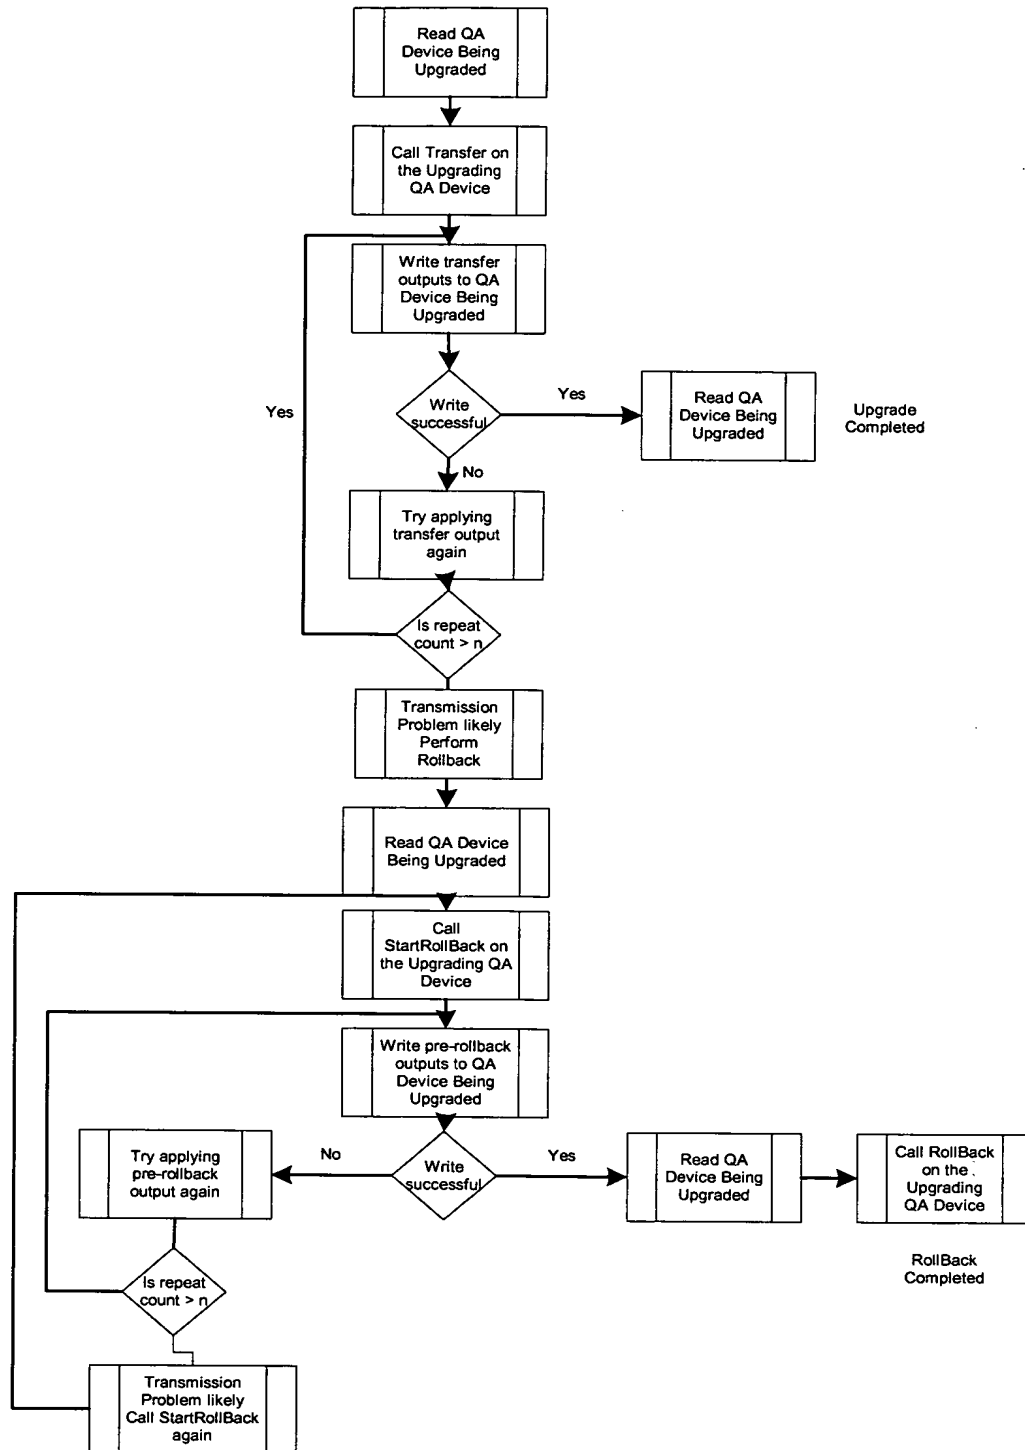 Read QA
Device Being
Upgraded
Call Transfer on
the Upgrading
QA Device
Write transfer
outputs to QA
Device Being
Upgraded
Yes
Write
successful
Yes
Read QA
Device Being
Upgraded
Upgrade
Completed
No
Try applying
transfer output
again
Is repeat
count > n
Transmission
Problem likely
Perform
Rollback
Read QA Device
Being Upgraded
Call
StartRollBack on
the Upgrading QA
Device
Write pre-rollback
outputs to QA
Device Being
Upgraded
Try applying
pre-rollback
output again
No
Write
successful
Yes
Read QA
Device Being
Upgraded
Call RollBack
on the
Upgrading
QA Device
RollBack
Completed
Is repeat
count > n
Transmission
Problem likely
Call StartRollBack
again